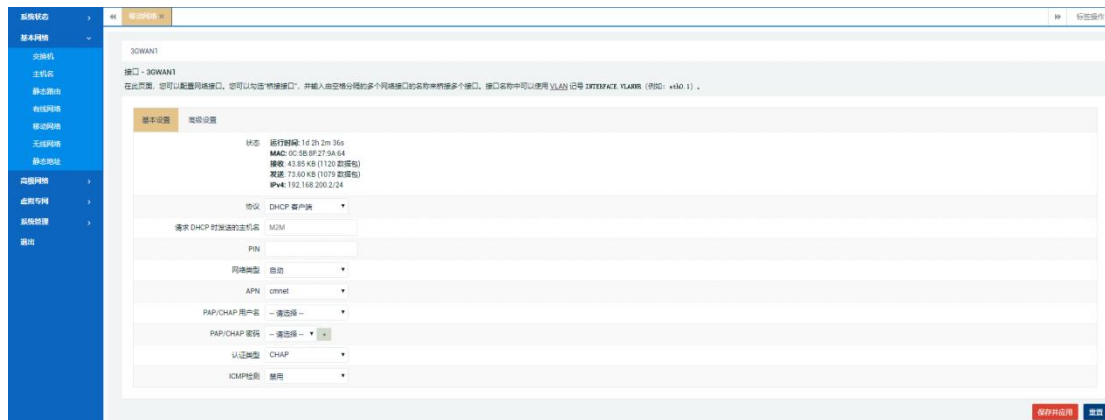 系统状态
基本网络
交换机
主机名
静态路由
有线网络
移动网络
无线网络
静态地址
高级网络
虚拟专网
系统管理
退出
移动网络
标签操作
3GWAN1
接口 - 3GWAN1
在此页面，您可以配置网络接口。您可以勾选“桥接接口”，并输入由空格分隔的多个网络接口的名称来桥接多个接口。接口名称中可以使用 VLAN 记号 INTERFACE.VLANNR（例如：eth0.1）。
基本设置 高级设置
状态 运行时间: 1d 2h 2m 36s
MAC: 0C:5B:8F:27:9A:64
接收: 43.85 KB (1120 数据包)
发送: 73.60 KB (1079 数据包)
IPv4: 192.168.200.2/24
协议 DHCP 客户端
请求 DHCP 时发送的主机名 M2M
PIN
网络类型 自动
APN cmnet
PAP/CHAP 用户名 -- 请选择 --
PAP/CHAP 密码 -- 请选择 --
认证类型 CHAP
ICMP检测 禁用
保存并应用 重置